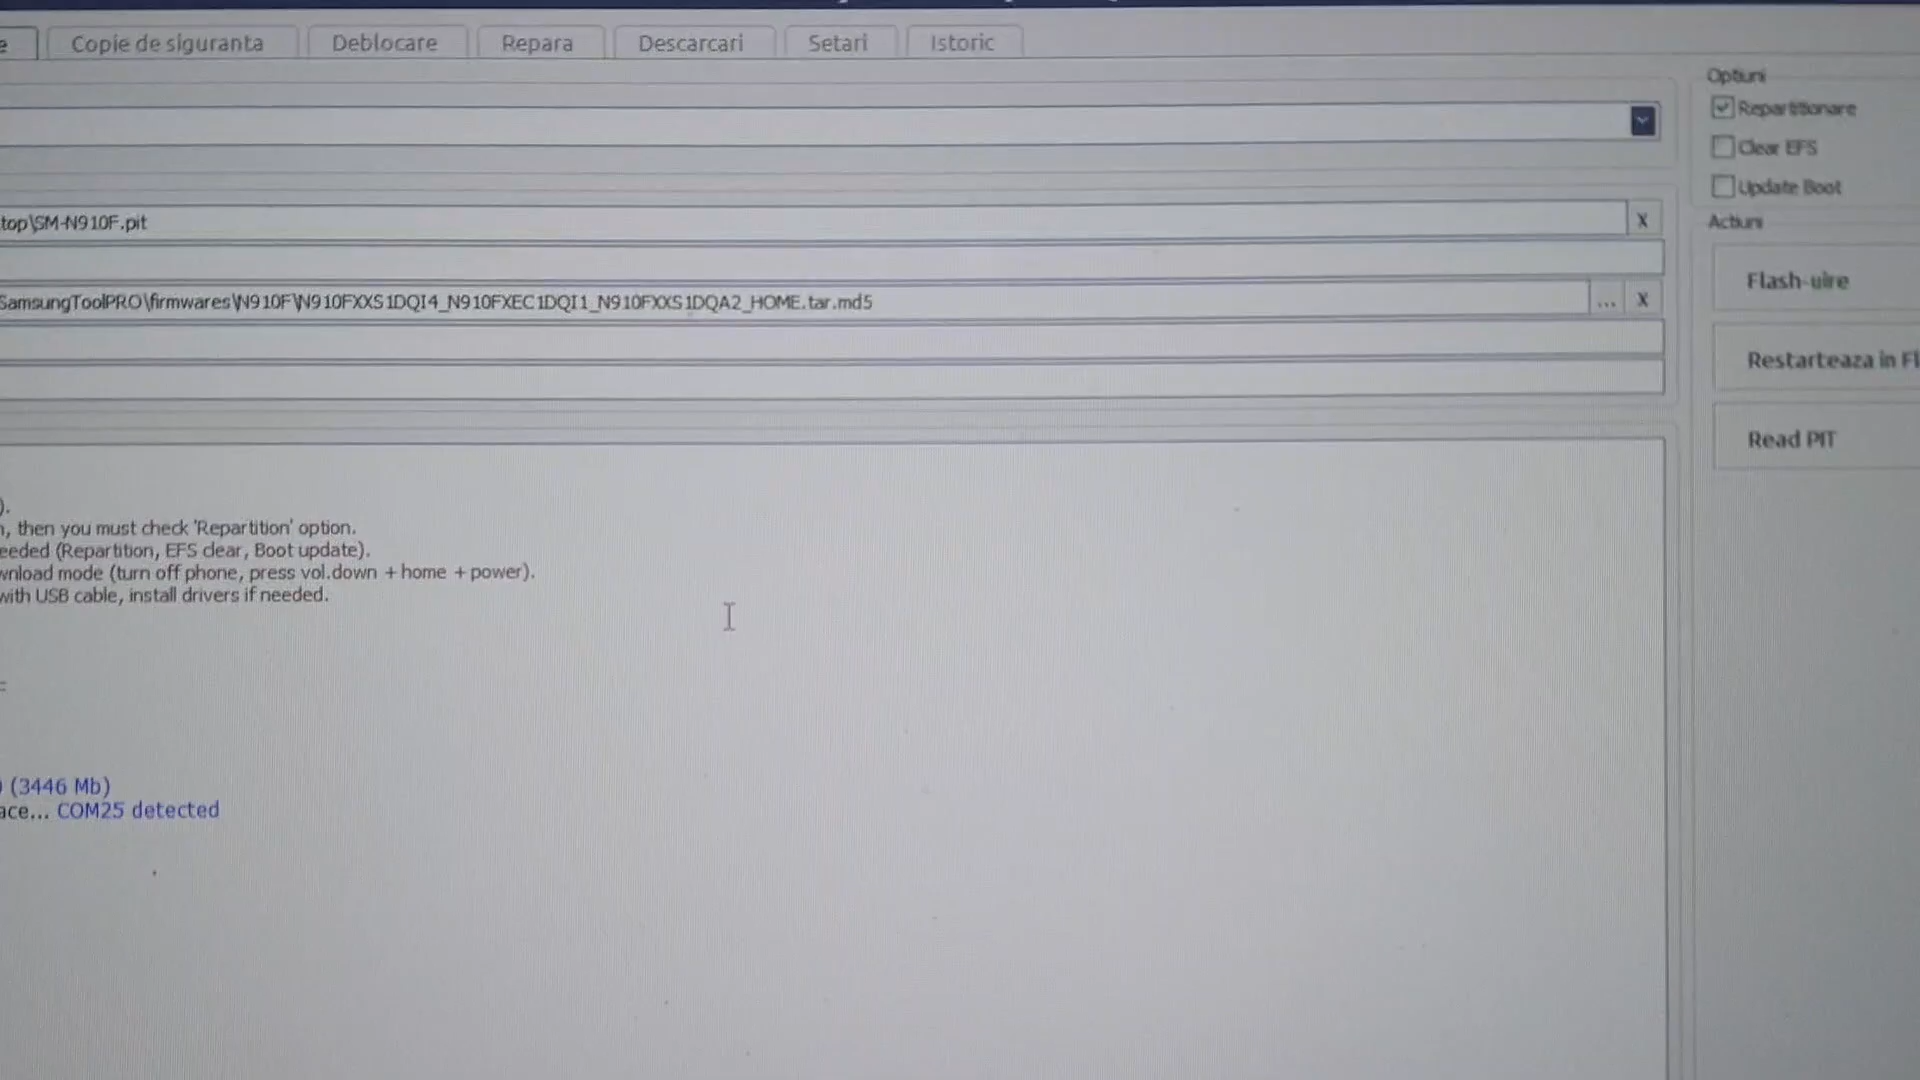 Copie de siguranta
Deblocare
Repara
Descarcari
Setari
Istoric
Optiuni
Repartitionare
Clear EFS
Update Boot
top\SM-N910F.pit
X
Actiuni
Flash-uire
SamsungToolPRO\firmwares\N910F\N910FXXS1DQI4_N910FXEC1DQI1_N910FXXS1DQA2_HOME.tar.md5
...
X
Restarteaza in Fl
Read PIT
).
, then you must check 'Repartition' option.
eeded (Repartition, EFS clear, Boot update).
wnload mode (turn off phone, press vol.down + home + power).
with USB cable, install drivers if needed.
(3446 Mb)
ace... COM25 detected